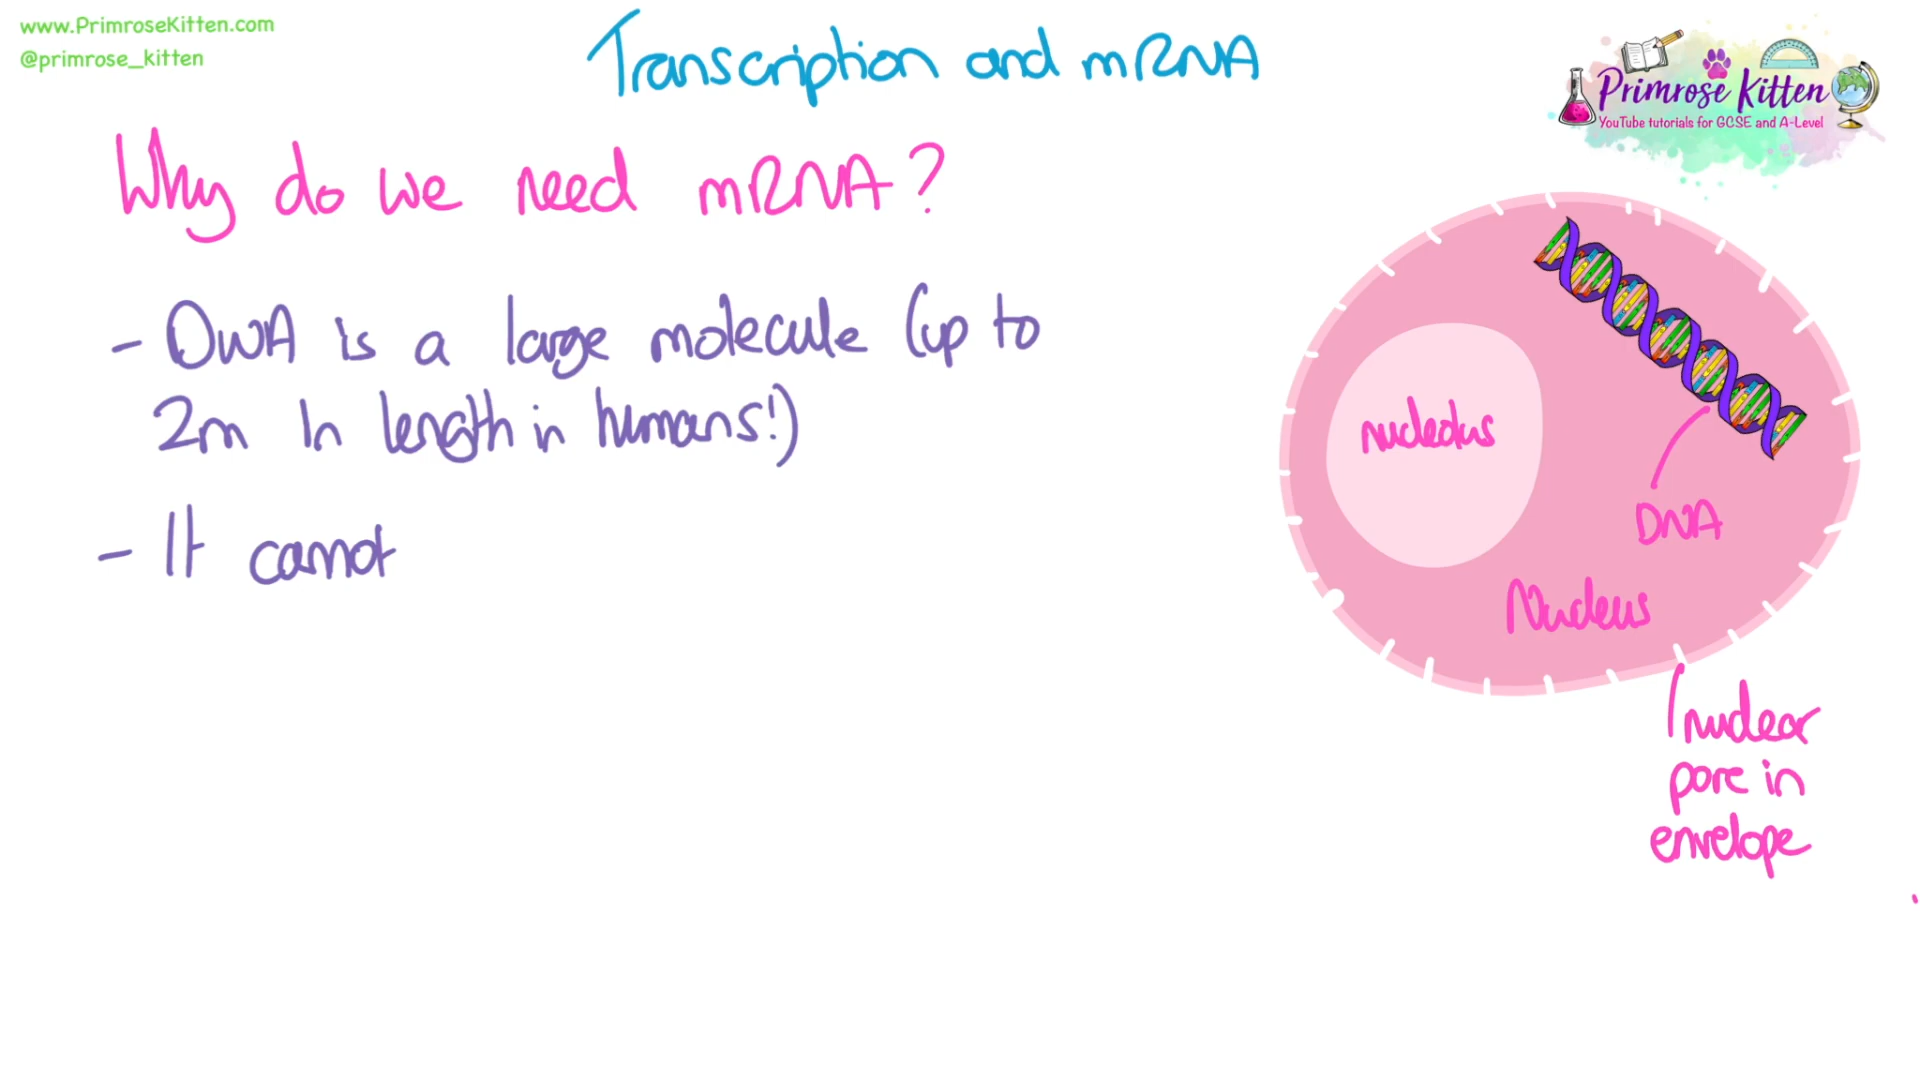 www.PrimroseKitten.com
@primrose_kitten
Transcription and mRNA
Primrose Kitten
YouTube tutorials for GCSE and A-Level
Why do we need mRNA?
- DNA is a large molecule (up to
2m in length in humans!)
- It cannot
nucleolus
DNA
Nucleus
nuclear
pore in
envelope